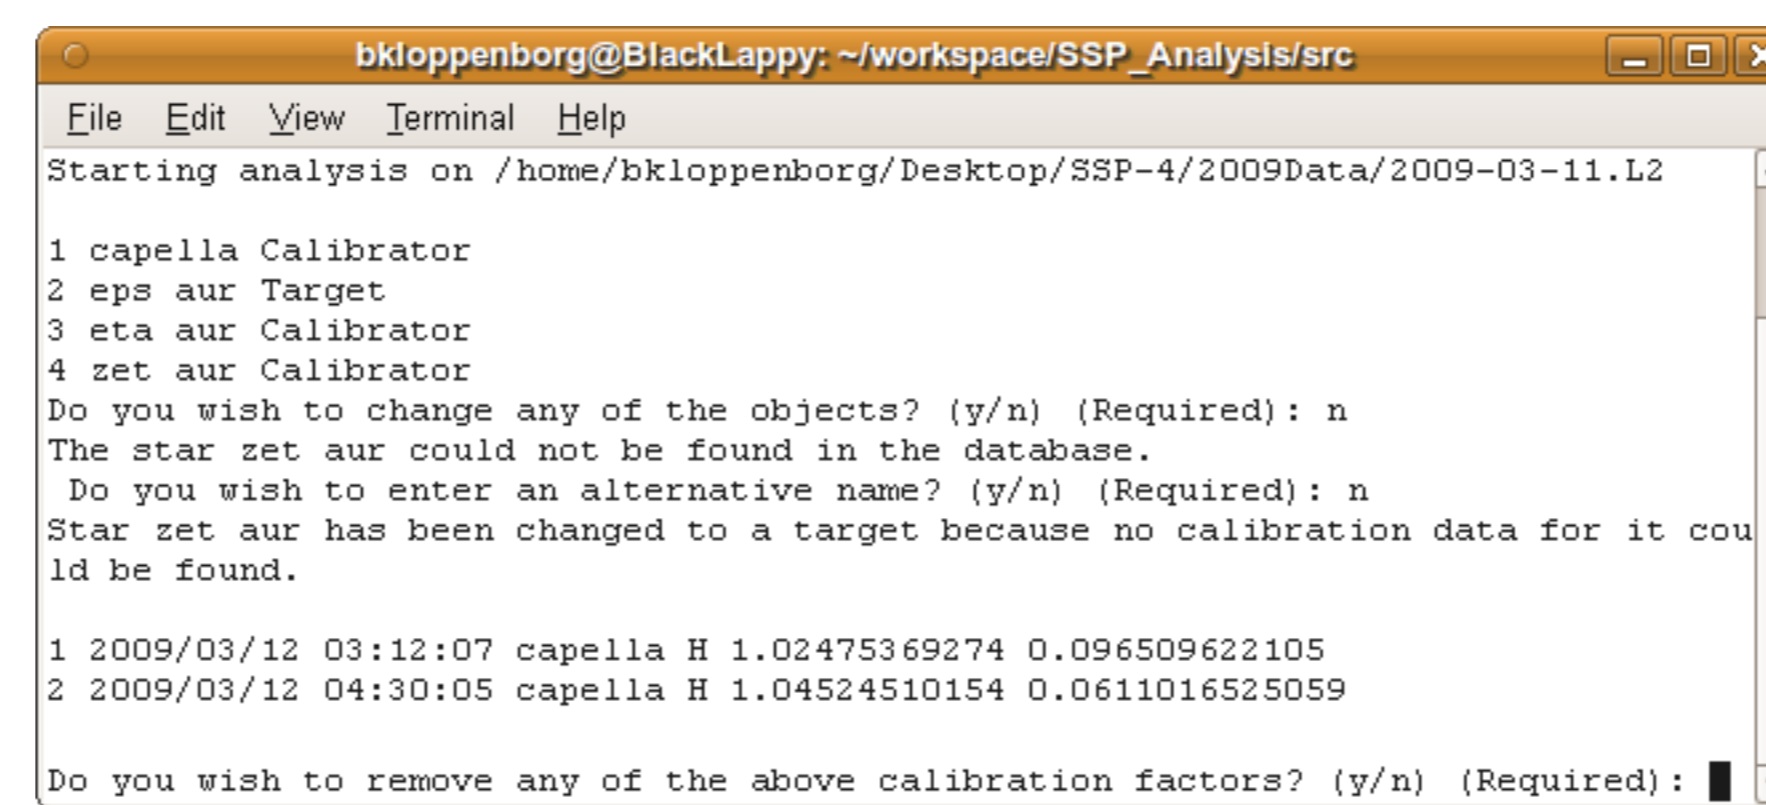 bkloppenborg@BlackLappy: ~/workspace/SSP_Analysis/src
File Edit View Terminal Help
Starting analysis on /home/bkloppenborg/Desktop/SSP-4/2009Data/2009-03-11.L2
1 capella Calibrator
2 eps aur Target
3 eta aur Calibrator
4 zet aur Calibrator
Do you wish to change any of the objects? (y/n) (Required): n
The star zet aur could not be found in the database.
Do you wish to enter an alternative name? (y/n) (Required): n
Star zet aur has been changed to a target because no calibration data for it cou
ld be found.
1 2009/03/12 03:12:07 capella H 1.02475369274 0.096509622105
2 2009/03/12 04:30:05 capella H 1.04524510154 0.0611016525059
Do you wish to remove any of the above calibration factors? (y/n) (Required):